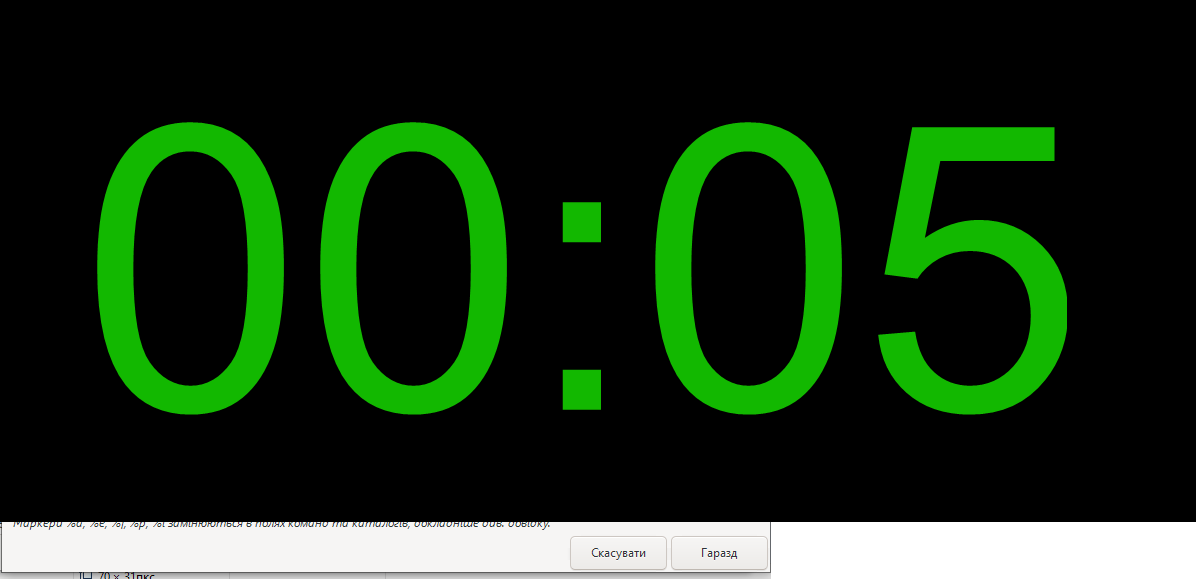 00:05
Маркери %d, %e, %f, %p, %l замінюються в полях команд та каталогів, докладніше див. довідку.
Скасувати
Гаразд
70 × 31пкс